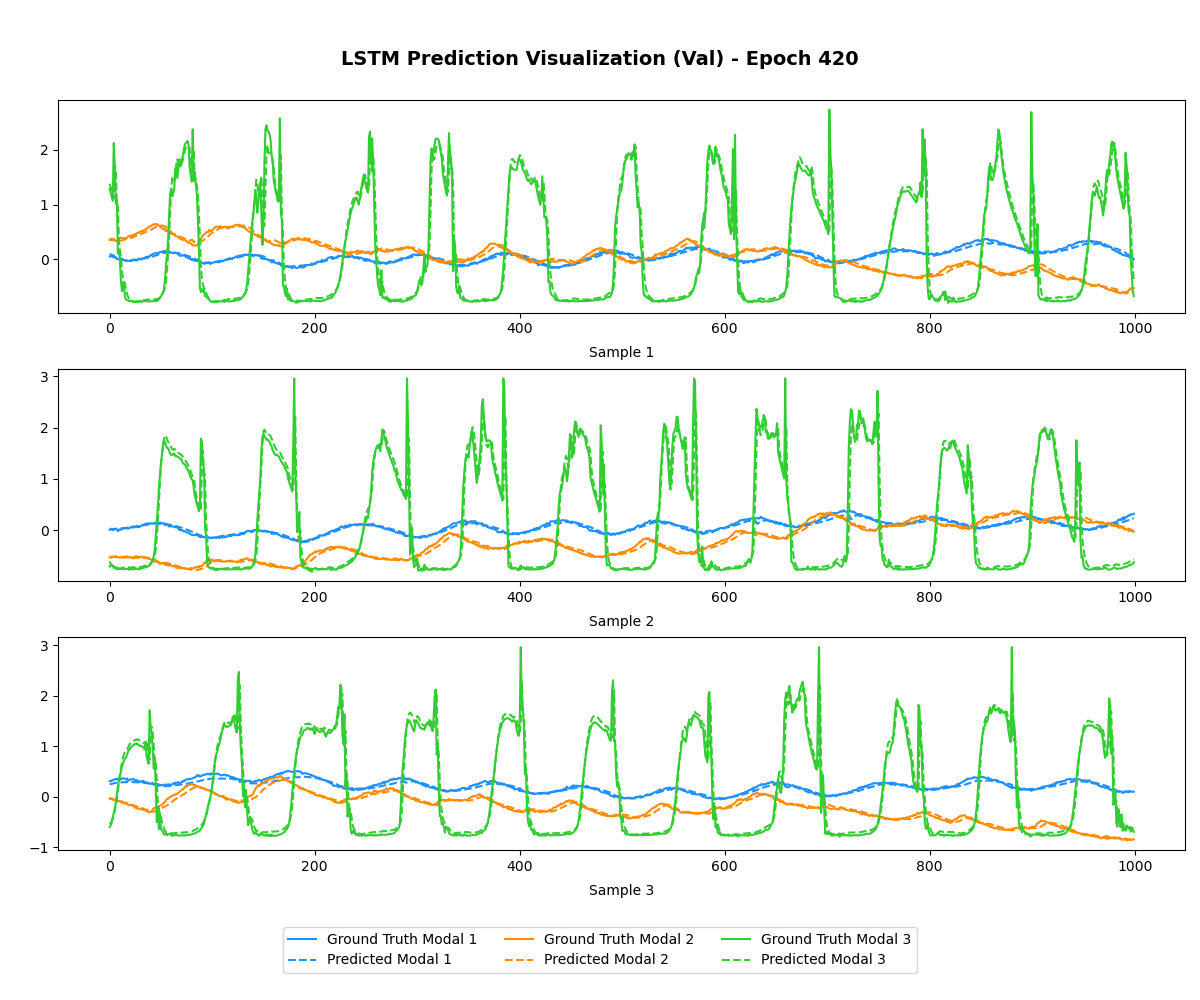 LSTM Prediction Visualization (Val) - Epoch 420
2
1
0
0 200 400 600 800 1000
Sample 1
3
2
1
0
0 200 400 600 800 1000
Sample 2
3
2
1
0
−1
0 200 400 600 800 1000
Sample 3
Ground Truth Modal 1 Ground Truth Modal 2 Ground Truth Modal 3
Predicted Modal 1 Predicted Modal 2 Predicted Modal 3